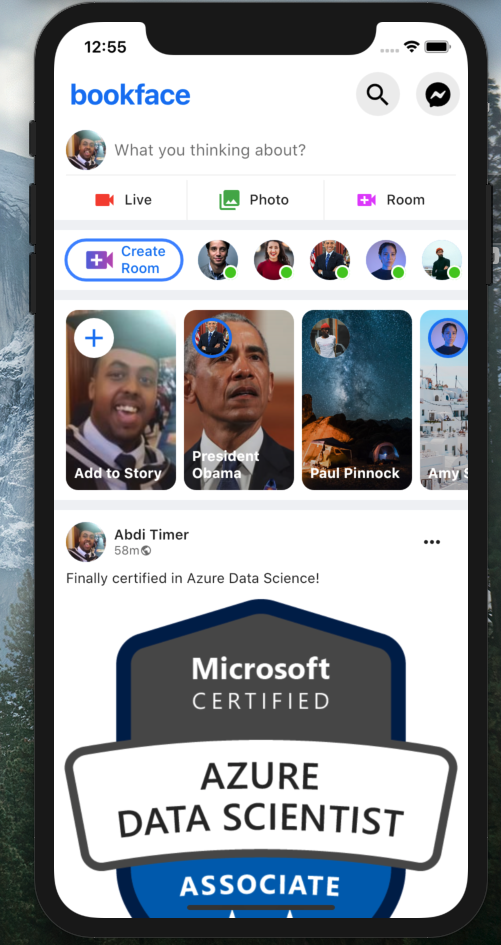 12:55
bookface
What you thinking about?
Live
Photo
Room
Create
Room
Add to Story
President
Obama
Paul Pinnock
Amy S
Abdi Timer
58m
Finally certified in Azure Data Science!
Microsoft
CERTIFIED
AZURE
DATA SCIENTIST
ASSOCIATE